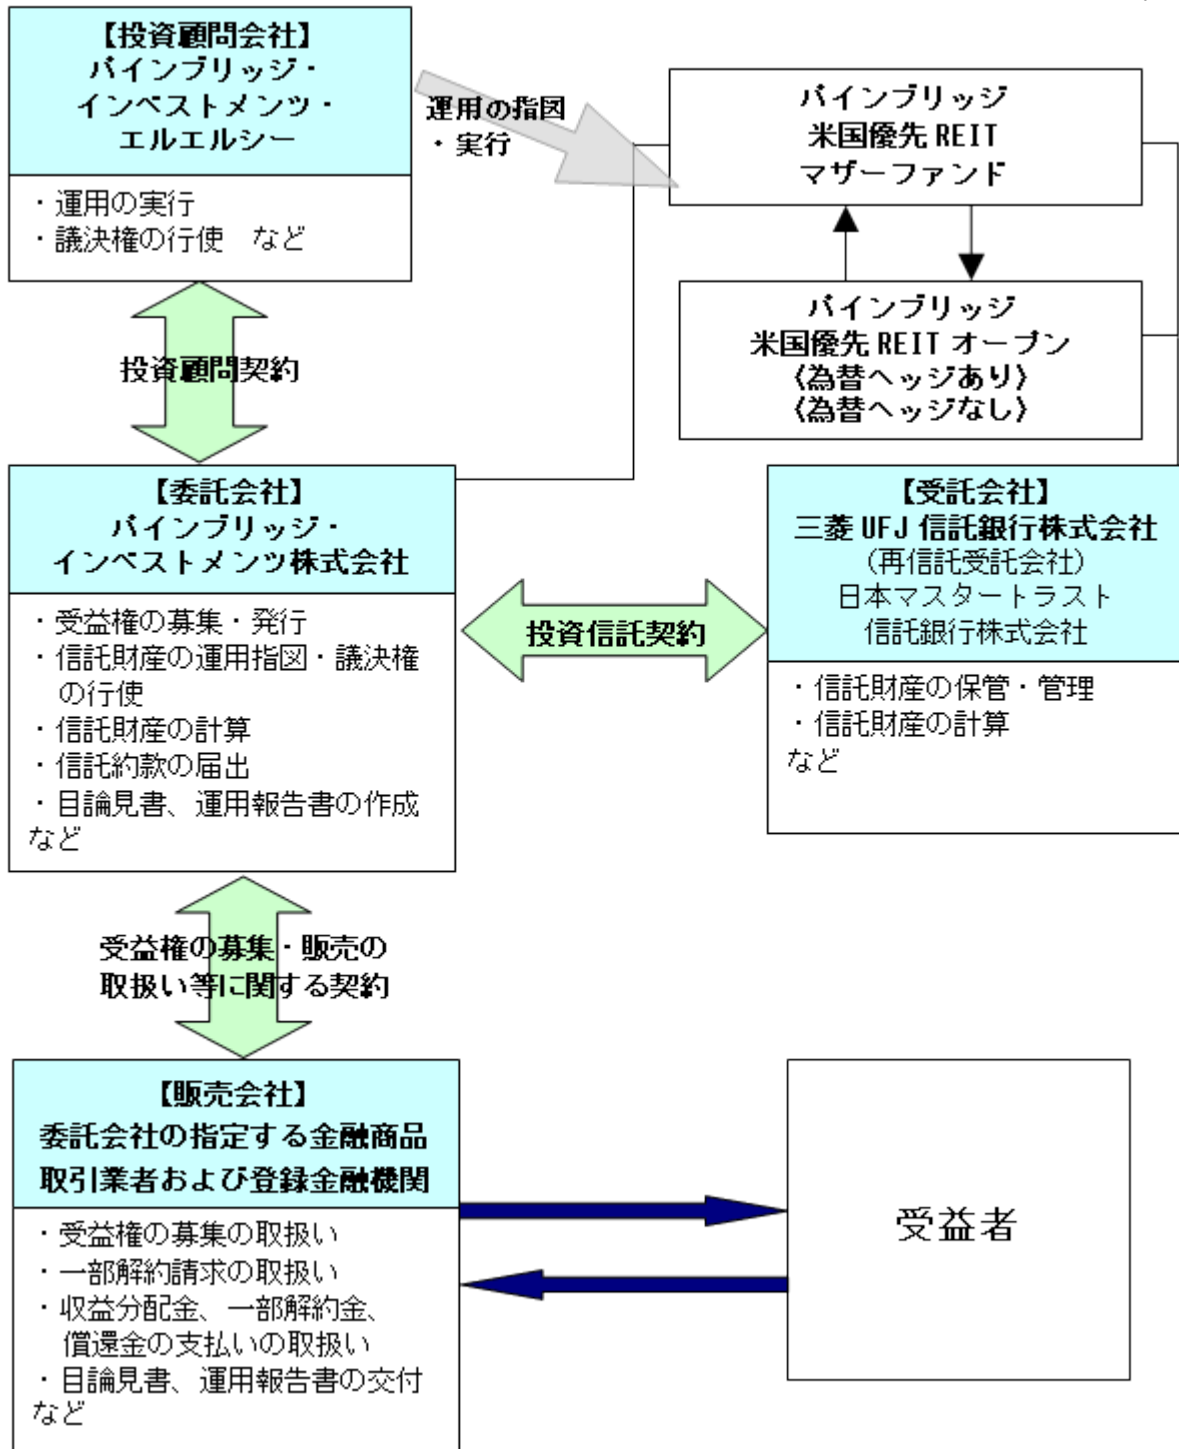 【投資顧問会社】
パインブリッジ・
インベストメンツ・
エルエルシー
・運用の実行
・議決権の行使　など
運用の指図
・実行
パインブリッジ
米国優先 REIT
マザーファンド
パインブリッジ
米国優先 REIT オープン
〈為替ヘッジあり〉
〈為替ヘッジなし〉
投資顧問契約
【委託会社】
パインブリッジ・
インベストメンツ株式会社
・受益権の募集・発行
・信託財産の運用指図・議決権
の行使
・信託財産の計算
・信託約款の届出
・目論見書、運用報告書の作成
など
投資信託契約
【受託会社】
三菱 UFJ 信託銀行株式会社
（再信託受託会社）
日本マスタートラスト
信託銀行株式会社
・信託財産の保管・管理
・信託財産の計算
など
受益権の募集・販売の
取扱い等に関する契約
【販売会社】
委託会社の指定する金融商品
取引業者および登録金融機関
・受益権の募集の取扱い
・一部解約請求の取扱い
・収益分配金、一部解約金、
償還金の支払いの取扱い
・目論見書、運用報告書の交付
など
受益者